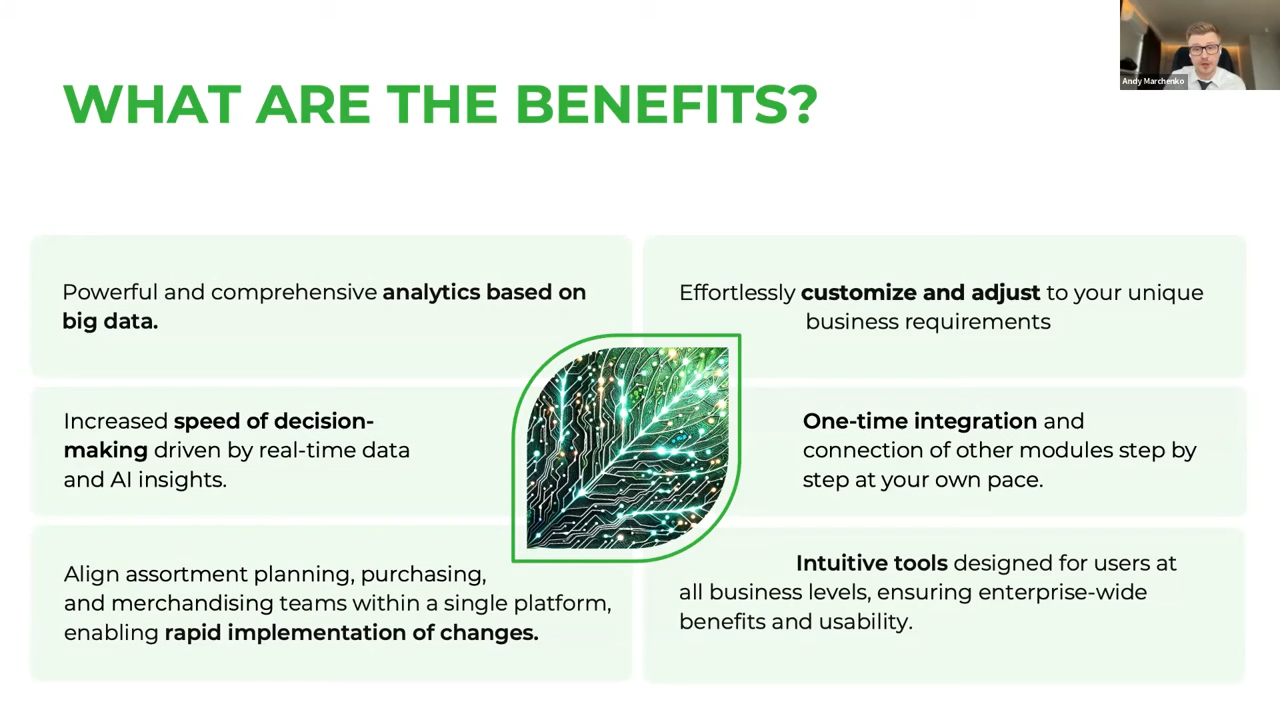 WHAT ARE THE BENEFITS?
Andy Marchenko
Powerful and comprehensive analytics based on
big data.
Increased speed of decision-
making driven by real-time data
and AI insights.
Align assortment planning, purchasing,
and merchandising teams within a single platform,
enabling rapid implementation of changes.
Effortlessly customize and adjust to your unique
business requirements
One-time integration and
connection of other modules step by
step at your own pace.
Intuitive tools designed for users at
all business levels, ensuring enterprise-wide
benefits and usability.